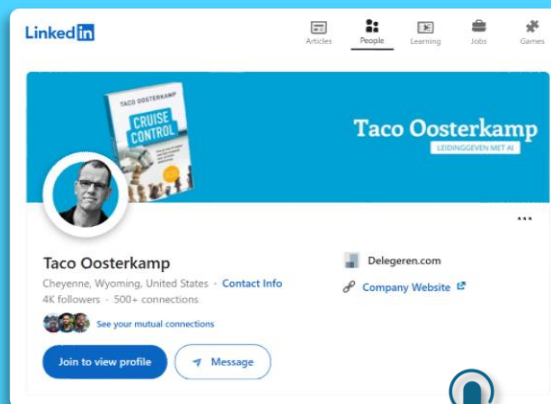 Linked in
Articles
People
Learning
Jobs
Games
TACO OOSTERKAMP
CRUISE
CONTROL
Taco Oosterkamp
LEIDINGGEVEN MET AI
Taco Oosterkamp
Cheyenne, Wyoming, United States · Contact Info
4K followers · 500+ connections
See your mutual connections
Join to view profile
Message
Delegeren.com
Company Website